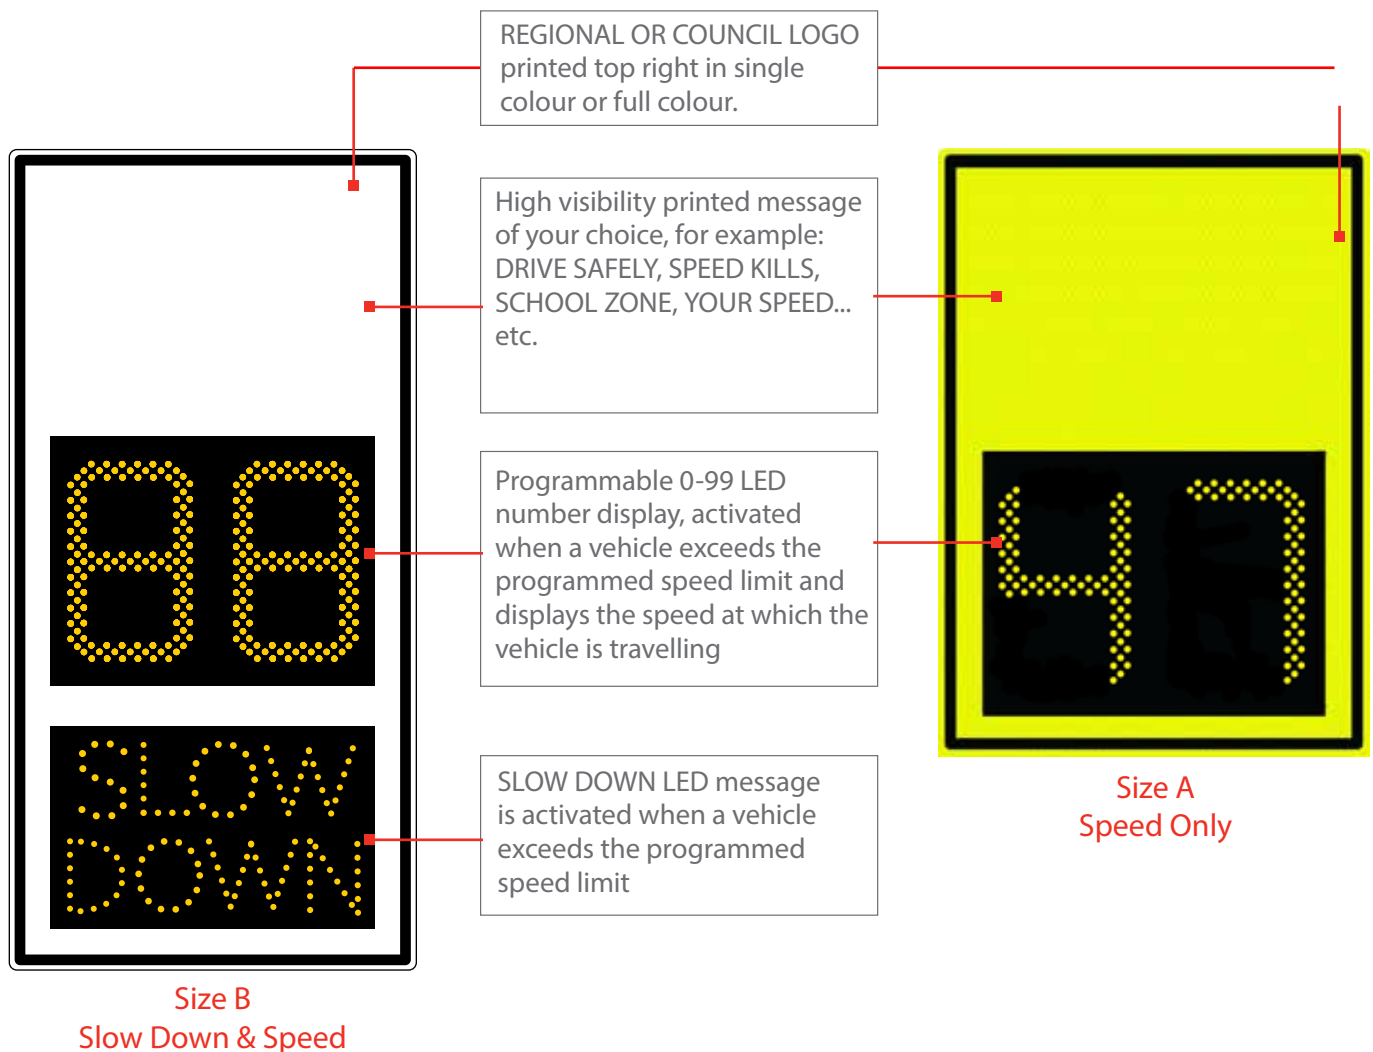 REGIONAL OR COUNCIL LOGO
printed top right in single
colour or full colour.
High visibility printed message
of your choice, for example:
DRIVE SAFELY, SPEED KILLS,
SCHOOL ZONE, YOUR SPEED...
etc.
88
Programmable 0-99 LED
number display, activated
when a vehicle exceeds the
programmed speed limit and
displays the speed at which the
vehicle is travelling
47
SLOW
DOWN
SLOW DOWN LED message
is activated when a vehicle
exceeds the programmed
speed limit
Size A
Speed Only
Size B
Slow Down & Speed